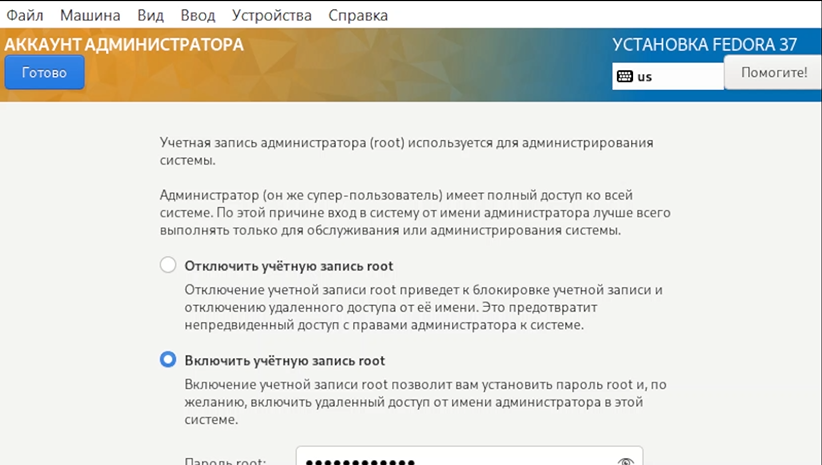 Файл Машина Вид Ввод Устройства Справка
АККАУНТ АДМИНИСТРАТОРА
УСТАНОВКА FEDORA 37
Готово
us
Помогите!
Учетная запись администратора (root) используется для администрирования
системы.
Администратор (он же супер-пользователь) имеет полный доступ ко всей
системе. По этой причине вход в систему от имени администратора лучше всего
выполнять только для обслуживания или администрирования системы.
Отключить учётную запись root
Отключение учетной записи root приведет к блокировке учетной записи и
отключению удаленного доступа от её имени. Это предотвратит
непредвиденный доступ с правами администратора к системе.
Включить учётную запись root
Включение учетной записи root позволит вам установить пароль root и, по
желанию, включить удаленный доступ от имени администратора в этой
системе.
Пароль root: ••••••••••••